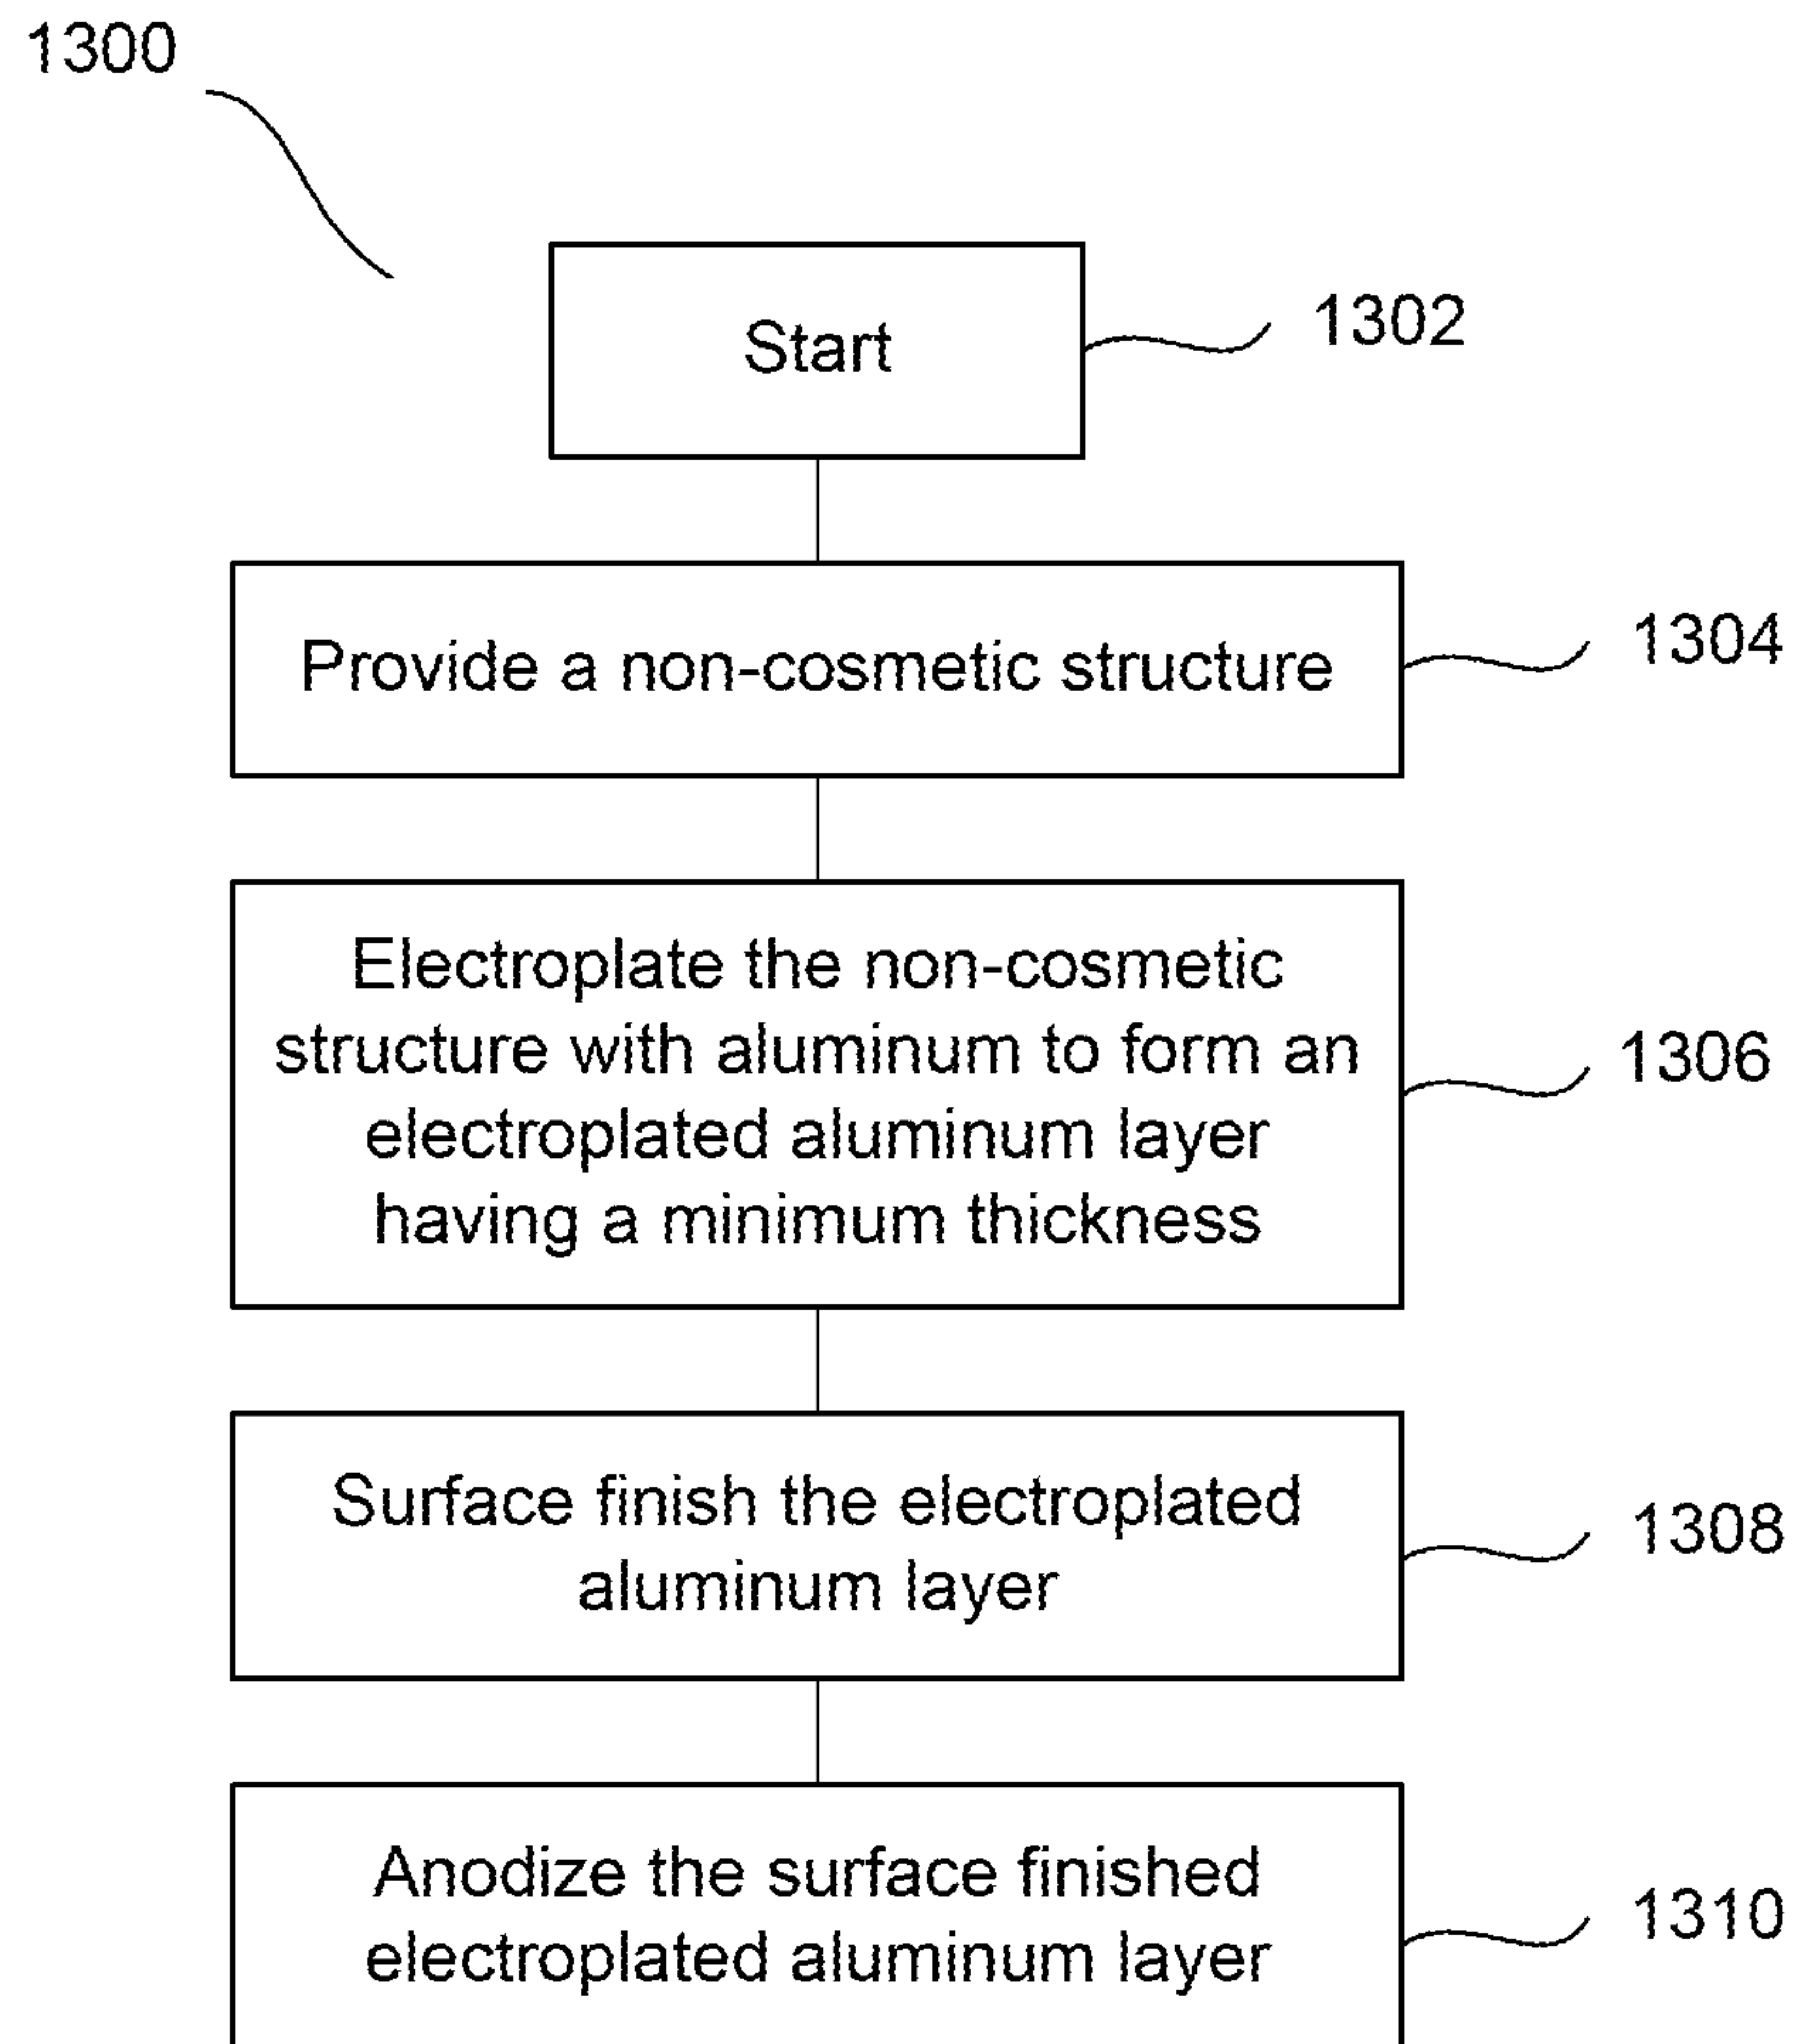 1300
Start
1302
Provide a non-cosmetic structure
1304
Electroplate the non-cosmetic
structure with aluminum to form an
electroplated aluminum layer
having a minimum thickness
1306
Surface finish the electroplated
aluminum layer
1308
Anodize the surface finished
electroplated aluminum layer
1310